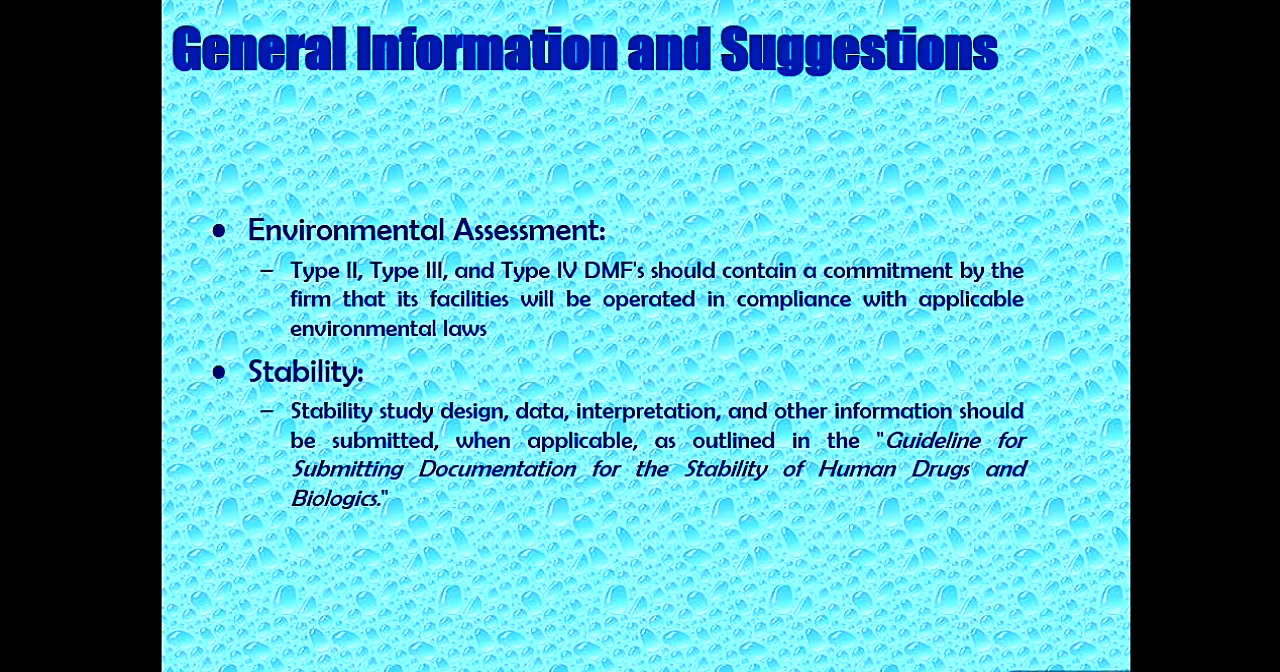 General Information and Suggestions
• Environmental Assessment:
– Type II, Type III, and Type IV DMF's should contain a commitment by the
firm that its facilities will be operated in compliance with applicable
environmental laws
• Stability:
– Stability study design, data, interpretation, and other information should
be submitted, when applicable, as outlined in the "Guideline for
Submitting Documentation for the Stability of Human Drugs and
Biologics."